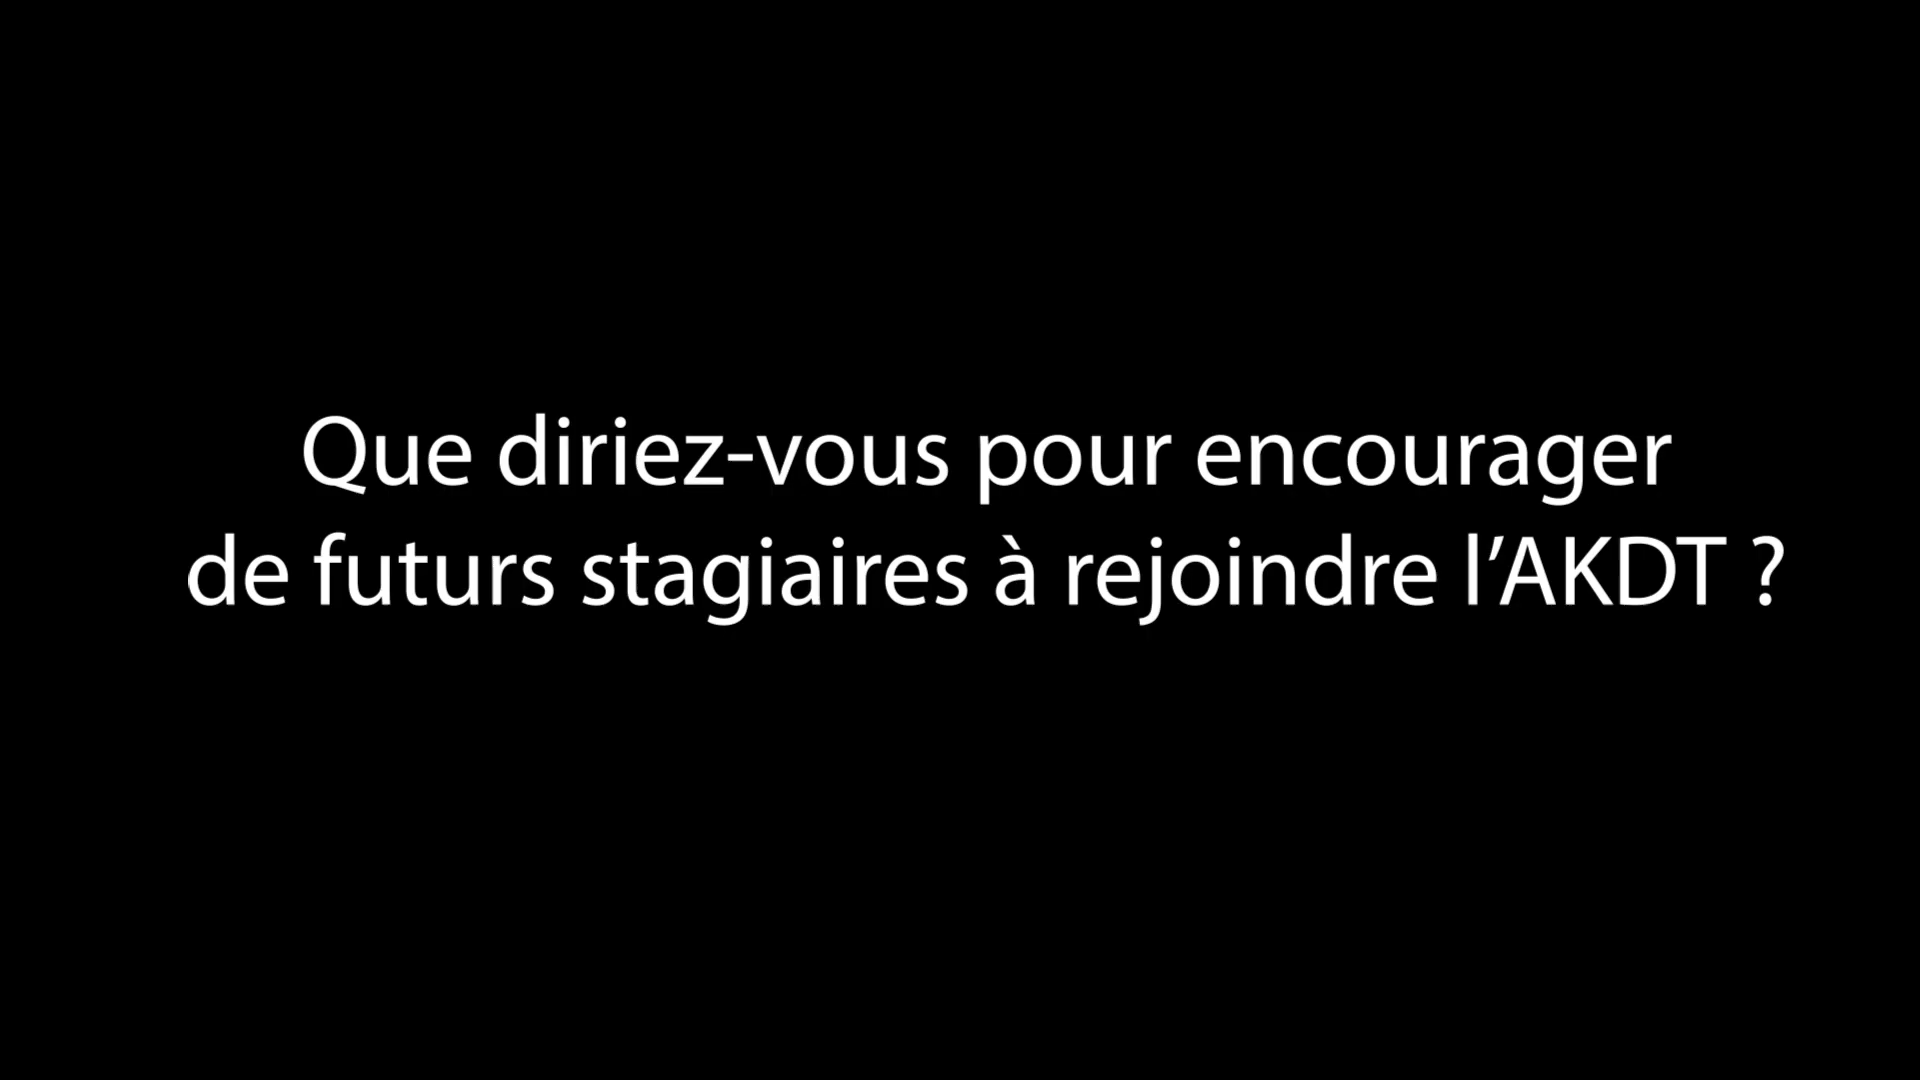 Que diriez-vous pour encourager
de futurs stagiaires à rejoindre l’AKDT ?